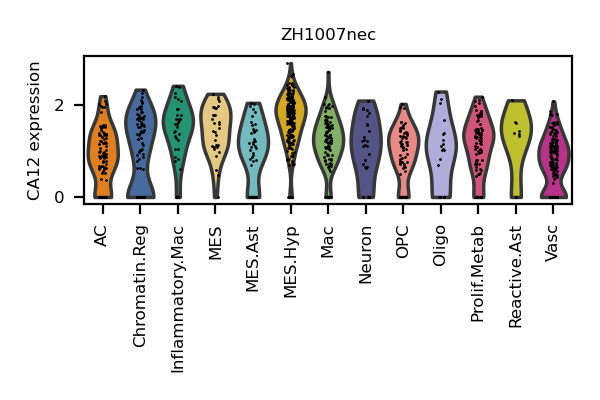 ZH1007nec
CA12 expression
2
0
AC
Chromatin.Reg
Inflammatory.Mac
MES
MES.Ast
MES.Hyp
Mac
Neuron
OPC
Oligo
Prolif.Metab
Reactive.Ast
Vasc